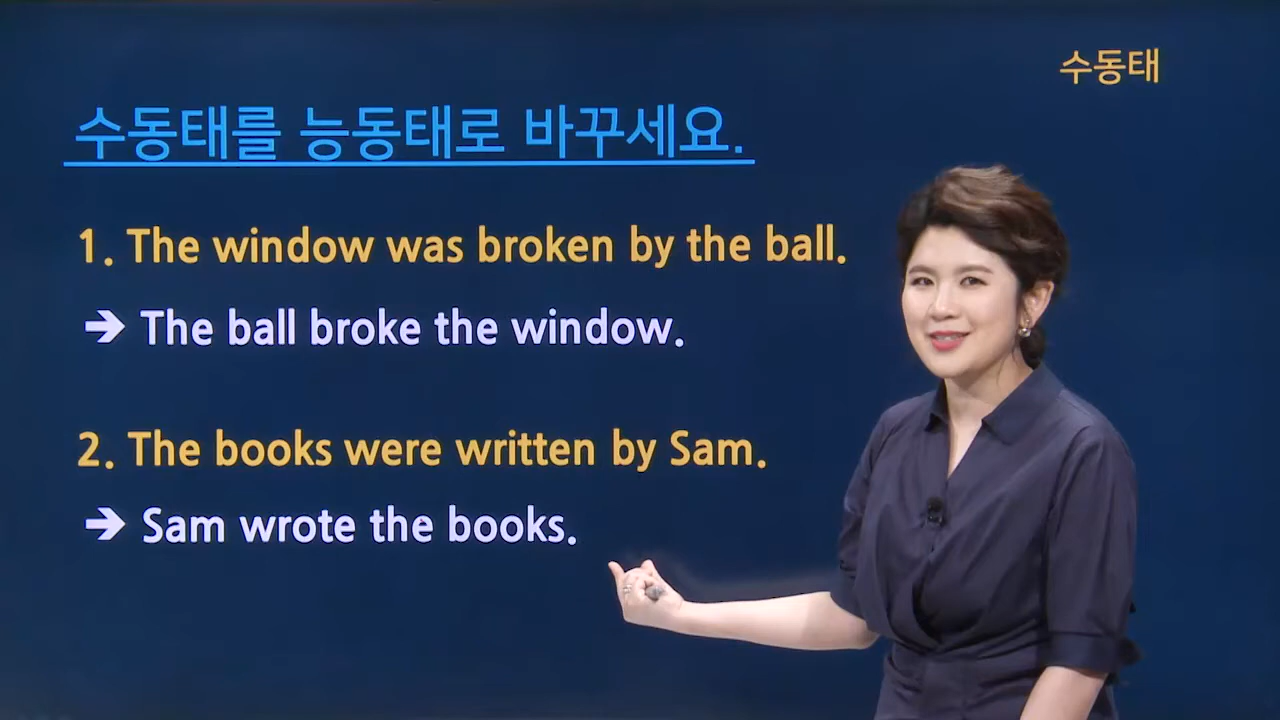 수동태
수동태를 능동태로 바꾸세요.
1. The window was broken by the ball.
➔ The ball broke the window.
2. The books were written by Sam.
➔ Sam wrote the books.